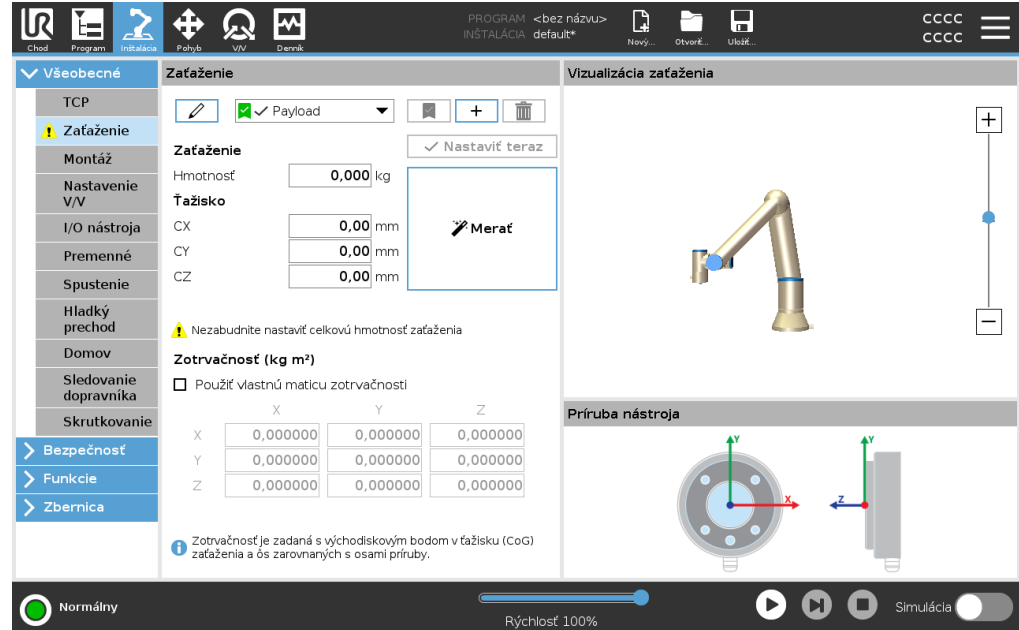 UR
Chod
Program
Inštalácia
Pohyb
V/V
Denník
PROGRAM <bez názvu>
INŠTALÁCIA default*
Nový...
Otvoriť...
Uložiť...
cccc
cccc
Všeobecné
TCP
Zaťaženie
Montáž
Nastavenie
V/V
I/O nástroja
Premenné
Spustenie
Hladký
prechod
Domov
Sledovanie
dopravníka
Skrutkovanie
Bezpečnosť
Funkcie
Zbernica
Zaťaženie
Payload
Nastaviť teraz
Zaťaženie
Hmotnosť 0,000 kg
Ťažisko
CX 0,00 mm
CY 0,00 mm
CZ 0,00 mm
Merať
Nezabudnite nastaviť celkovú hmotnosť zaťaženia
Zotrvačnosť (kg m²)
Použiť vlastnú maticu zotrvačnosti
X Y Z
X 0,000000 0,000000 0,000000
Y 0,000000 0,000000 0,000000
Z 0,000000 0,000000 0,000000
Zotrvačnosť je zadaná s východiskovým bodom v ťažisku (CoG)
zaťaženia a ôs zarovnaných s osami príruby.
Vizualizácia zaťaženia
Príruba nástroja
Y
X
Y
Z
Normálny
Rýchlosť 100%
Simulácia